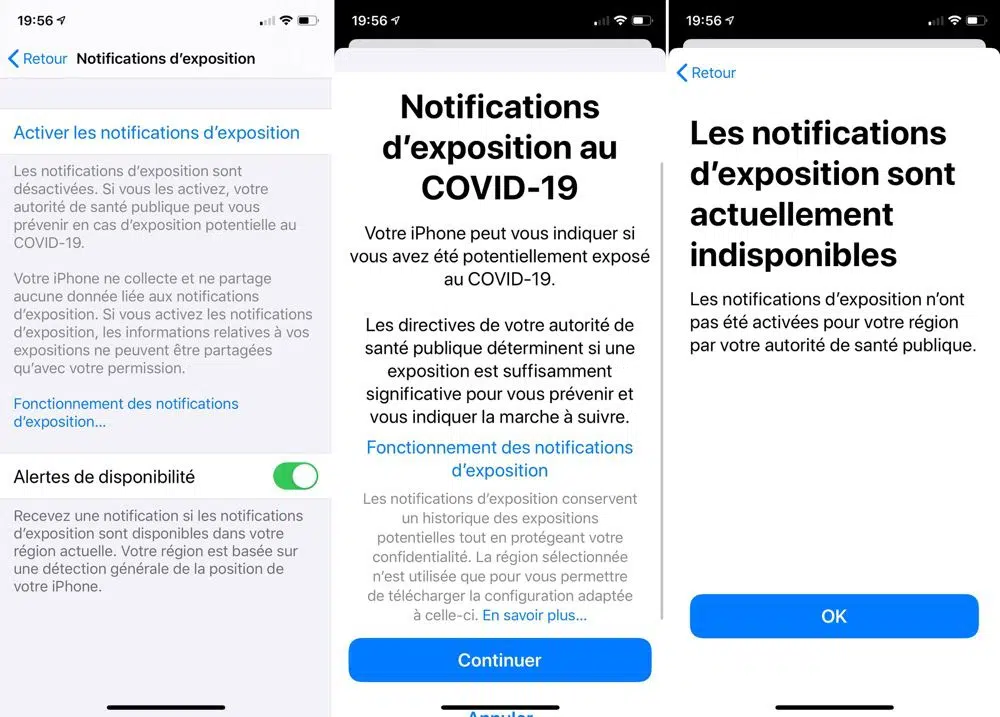 19:56
Retour
Notifications d’exposition
Activer les notifications d’exposition
Les notifications d’exposition sont
désactivées. Si vous les activez, votre
autorité de santé publique peut vous
prévenir en cas d’exposition potentielle au
COVID-19.
Votre iPhone ne collecte et ne partage
aucune donnée liée aux notifications
d’exposition. Si vous activez les notifications
d’exposition, les informations relatives à vos
expositions ne peuvent être partagées
qu’avec votre permission.
Fonctionnement des notifications
d’exposition...
Alertes de disponibilité
Recevez une notification si les notifications
d’exposition sont disponibles dans votre
région actuelle. Votre région est basée sur
une détection générale de la position de
votre iPhone.
19:56
Notifications
d’exposition au
COVID-19
Votre iPhone peut vous indiquer si
vous avez été potentiellement exposé
au COVID-19.
Les directives de votre autorité de
santé publique déterminent si une
exposition est suffisamment
significative pour vous prévenir et
vous indiquer la marche à suivre.
Fonctionnement des notifications
d’exposition
Les notifications d’exposition conservent
un historique des expositions
potentielles tout en protégeant votre
confidentialité. La région sélectionnée
n’est utilisée que pour vous permettre
de télécharger la configuration adaptée
à celle-ci. En savoir plus...
Continuer
Annuler
19:56
Retour
Les notifications
d’exposition sont
actuellement
indisponibles
Les notifications d’exposition n’ont
pas été activées pour votre région
par votre autorité de santé publique.
OK